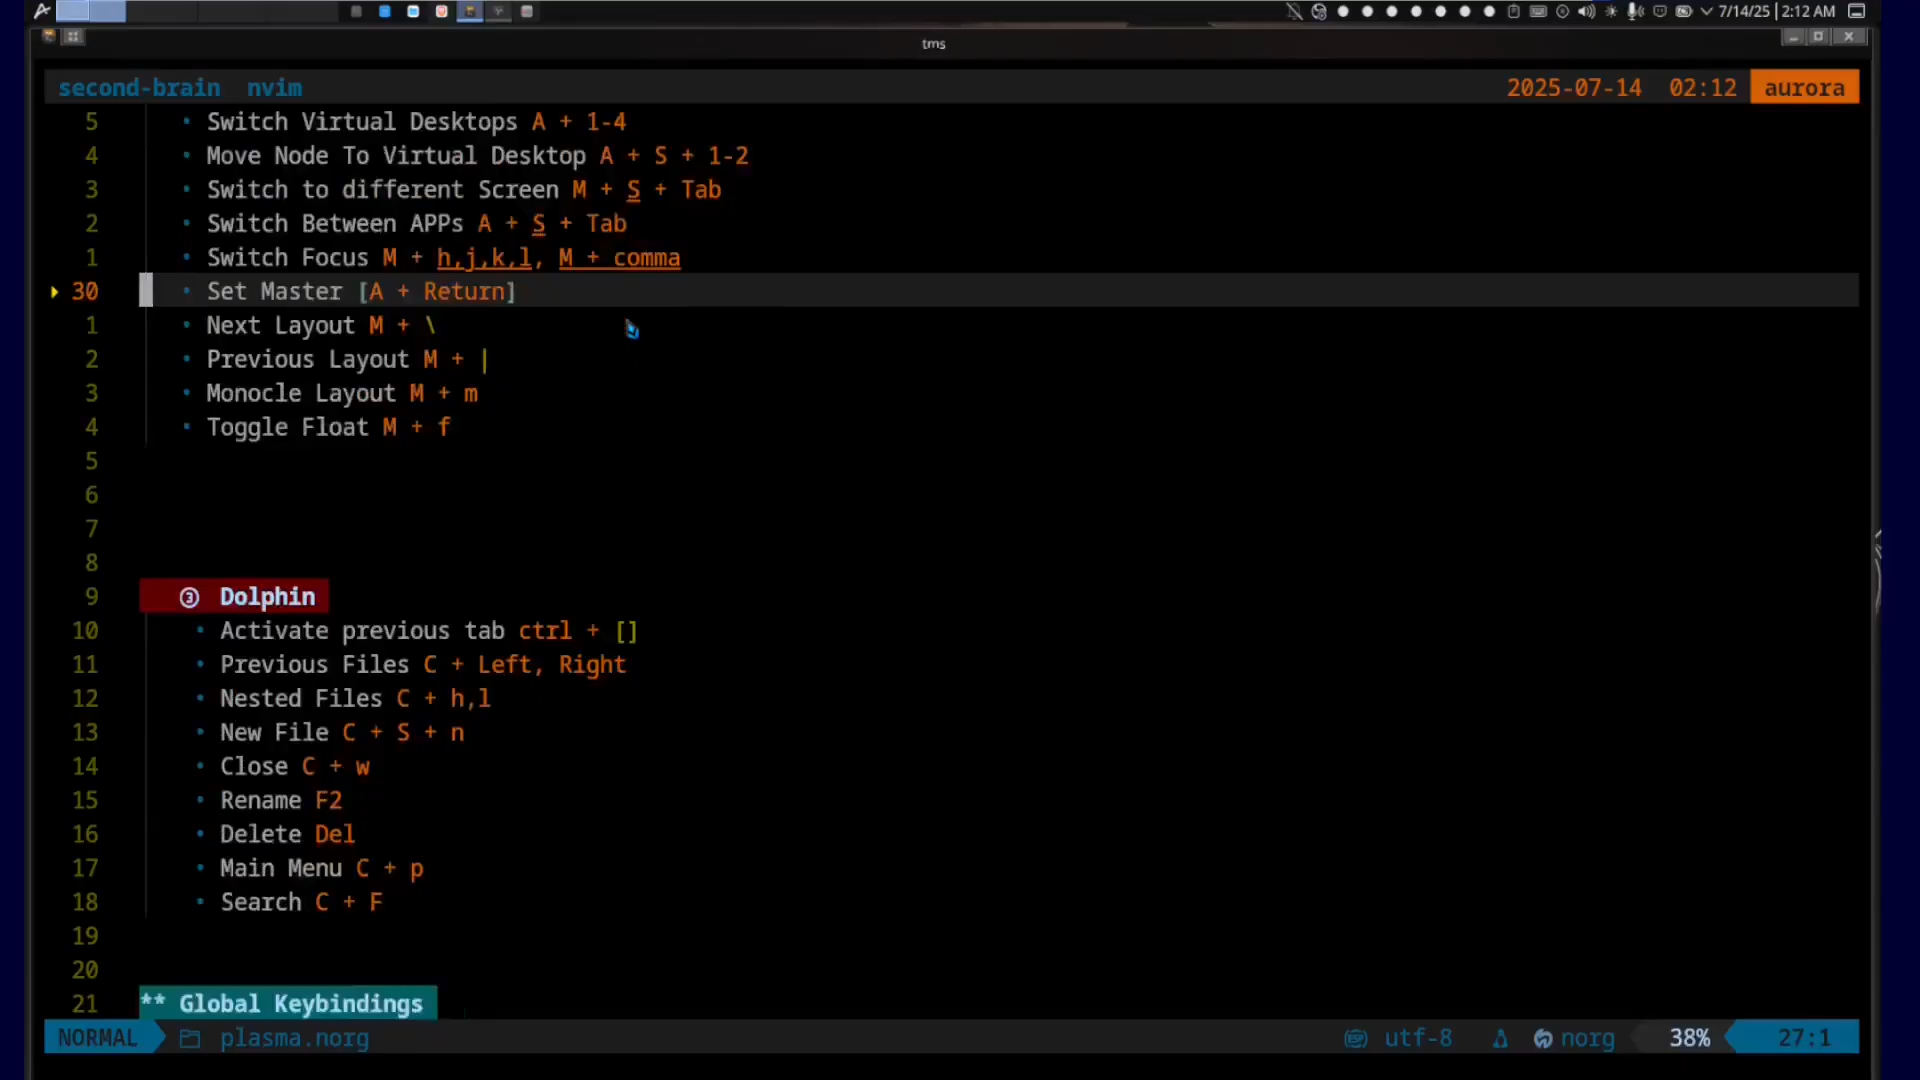 7/14/25 | 2:12 AM
tms
second-brain nvim 2025-07-14 02:12 aurora
5 • Switch Virtual Desktops A + 1-4
4 • Move Node To Virtual Desktop A + S + 1-2
3 • Switch to different Screen M + S + Tab
2 • Switch Between APPs A + S + Tab
1 • Switch Focus M + h,j,k,l, M + comma
30 • Set Master [A + Return]
1 • Next Layout M + \
2 • Previous Layout M + |
3 • Monocle Layout M + m
4 • Toggle Float M + f
5
6
7
8
9 ③ Dolphin
10 • Activate previous tab ctrl + []
11 • Previous Files C + Left, Right
12 • Nested Files C + h,l
13 • New File C + S + n
14 • Close C + w
15 • Rename F2
16 • Delete Del
17 • Main Menu C + p
18 • Search C + F
19
20
21 ** Global Keybindings
NORMAL plasma.norg utf-8 norg 38% 27:1